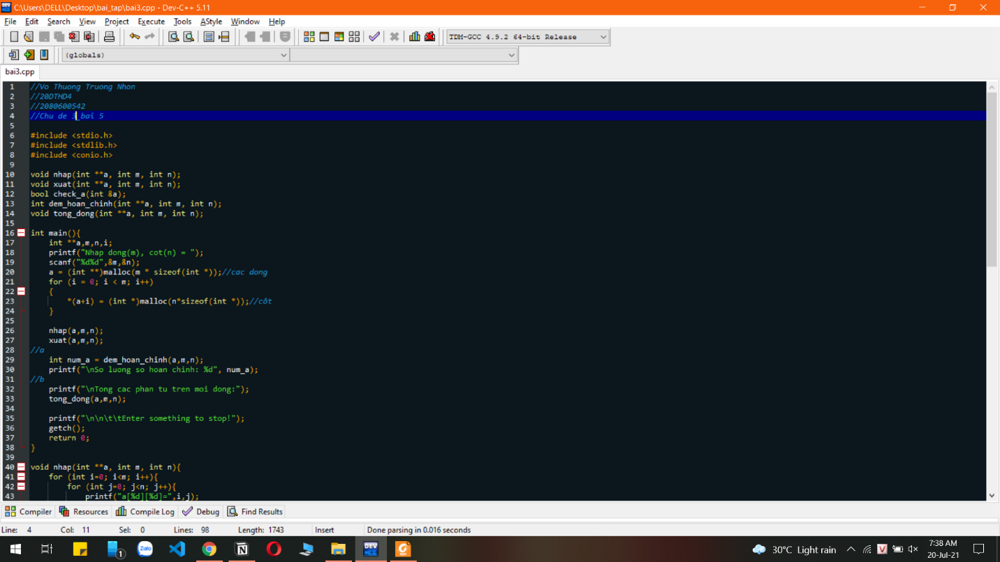 C:\Users\DELL\Desktop\bai_tap\bai3.cpp - Dev-C++ 5.11
File Edit Search View Project Execute Tools AStyle Window Help
TDM-GCC 4.9.2 64-bit Release
(globals)
bai3.cpp
1 //Vo Thuong Truong Nhon
2 //20DTHD4
3 //2080600542
4 //Chu de 3_bai 5
5
6 #include <stdio.h>
7 #include <stdlib.h>
8 #include <conio.h>
9
10 void nhap(int **a, int m, int n);
11 void xuat(int **a, int m, int n);
12 bool check_a(int &a);
13 int dem_hoan_chinh(int **a, int m, int n);
14 void tong_dong(int **a, int m, int n);
15
16 int main(){
17 int **a,m,n,i;
18 printf("Nhap dong(m), cot(n) = ");
19 scanf("%d%d",&m,&n);
20 a = (int **)malloc(m * sizeof(int *));//cac dong
21 for (i = 0; i < m; i++)
22 {
23 *(a+i) = (int *)malloc(n*sizeof(int *));//côt
24 }
25
26 nhap(a,m,n);
27 xuat(a,m,n);
28 //a
29 int num_a = dem_hoan_chinh(a,m,n);
30 printf("\nSo luong so hoan chinh: %d", num_a);
31 //b
32 printf("\nTong cac phan tu tren moi dong:");
33 tong_dong(a,m,n);
34
35 printf("\n\n\t\tEnter something to stop!");
36 getch();
37 return 0;
38 }
39
40 void nhap(int **a, int m, int n){
41 for (int i=0; i<m; i++){
42 for (int j=0; j<n; j++){
43 printf("a[%d][%d]=",i,j);
Compiler Resources Compile Log Debug Find Results
Line: 4 Col: 11 Sel: 0 Lines: 98 Length: 1743 Insert Done parsing in 0.016 seconds
1 Zalo DEV 30°C Light rain V 7:38 AM
20-Jul-21